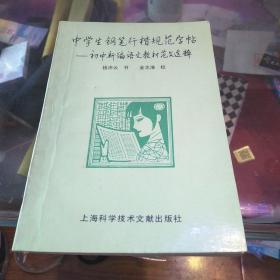 中学生钢笔行楷规范字帖
——初中新编语文教材范文选粹
上海科学技术文献出版社